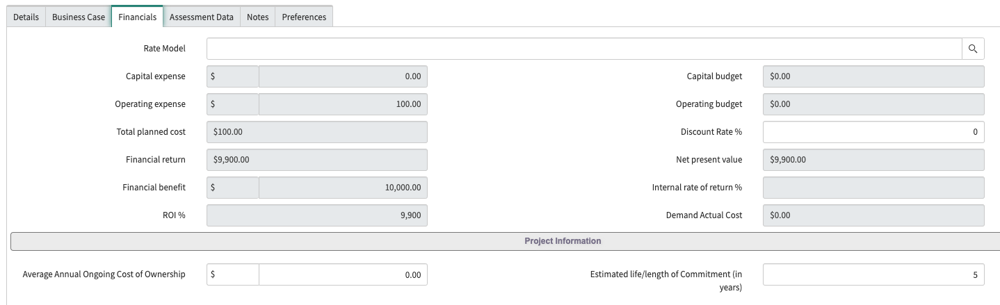 Details Business Case Financials Assessment Data Notes Preferences
Rate Model
Capital expense $ 0.00 Capital budget $0.00
Operating expense $ 100.00 Operating budget $0.00
Total planned cost $100.00 Discount Rate % 0
Financial return $9,900.00 Net present value $9,900.00
Financial benefit $ 10,000.00 Internal rate of return %
ROI % 9,900 Demand Actual Cost $0.00
Project Information
Average Annual Ongoing Cost of Ownership $ 0.00 Estimated life/length of Commitment (in 5
years)